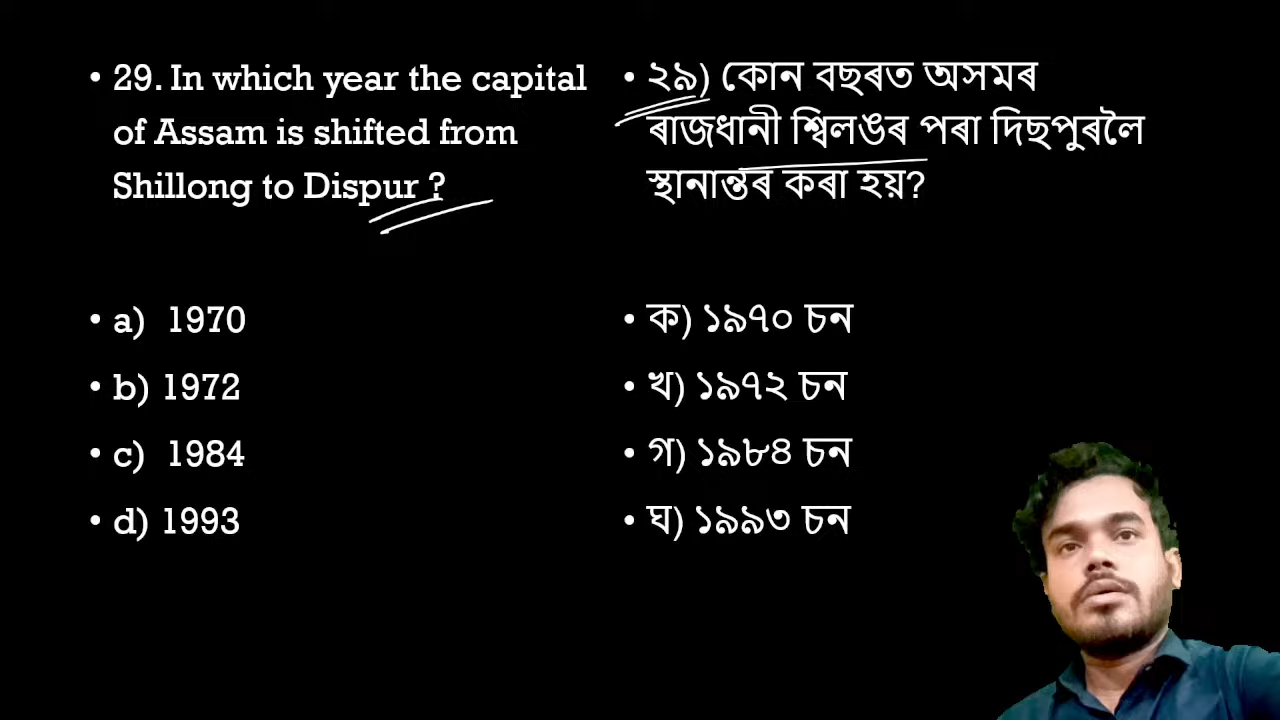 • 29. In which year the capital
of Assam is shifted from
Shillong to Dispur ?
• a) 1970
• b) 1972
• c) 1984
• d) 1993
• ২৯) কোন বছৰত অসমৰ
ৰাজধানী শ্বিলঙৰ পৰা দিছপুৰলৈ
স্থানান্তৰ কৰা হয়?
• ক) ১৯৭০ চন
• খ) ১৯৭২ চন
• গ) ১৯৮৪ চন
• ঘ) ১৯৯৩ চন